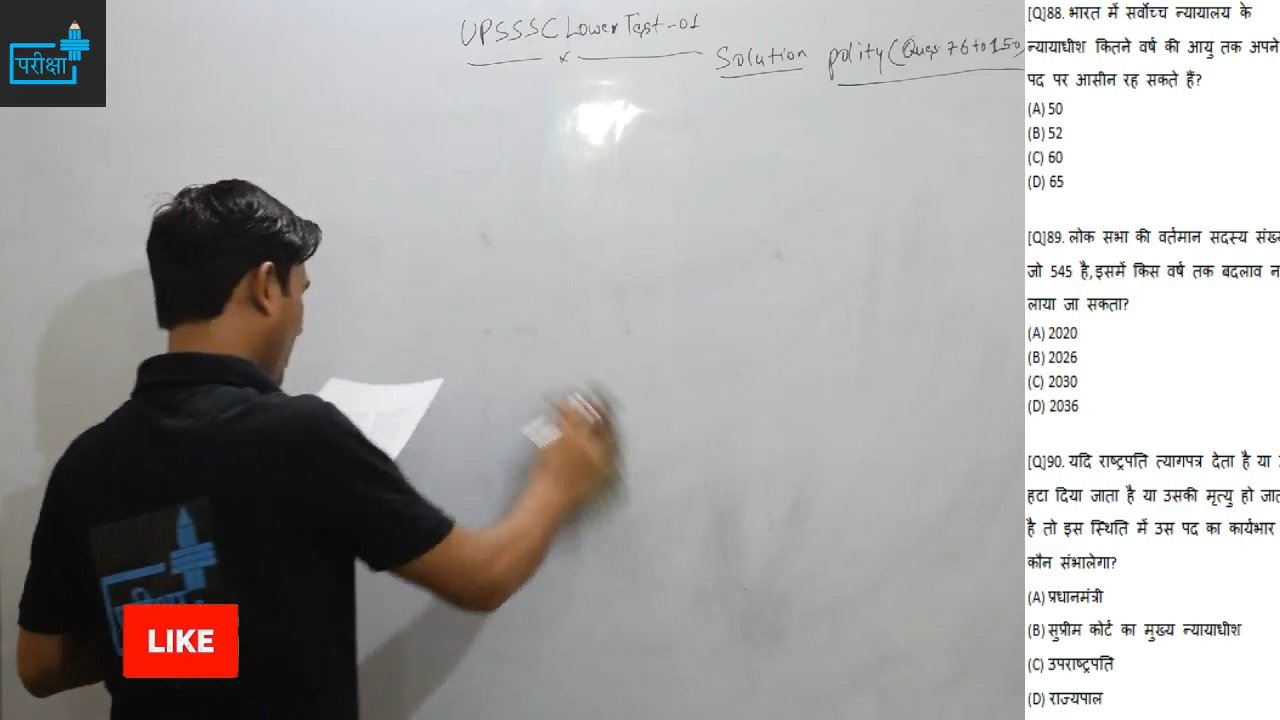 परीक्षा
UPSSSC Lower Test-01
Solution polity (Ques 76 to 150)
[Q]88. भारत में सर्वोच्च न्यायालय के
न्यायाधीश कितने वर्ष की आयु तक अपने
पद पर आसीन रह सकते हैं?
(A) 50
(B) 52
(C) 60
(D) 65
[Q]89. लोक सभा की वर्तमान सदस्य
जो 545 है,इसमें किस वर्ष तक बदलाव
लाया जा सकता?
(A) 2020
(B) 2026
(C) 2030
(D) 2036
[Q]90. यदि राष्ट्रपति त्यागपत्र देता है या
हटा दिया जाता है या उसकी मृत्यु हो
है तो इस स्थिति में उस पद का कार्यभार
कौन संभालेगा?
(A) प्रधानमंत्री
(B) सुप्रीम कोर्ट का मुख्य न्यायाधीश
(C) उपराष्ट्रपति
(D) राज्यपाल
LIKE